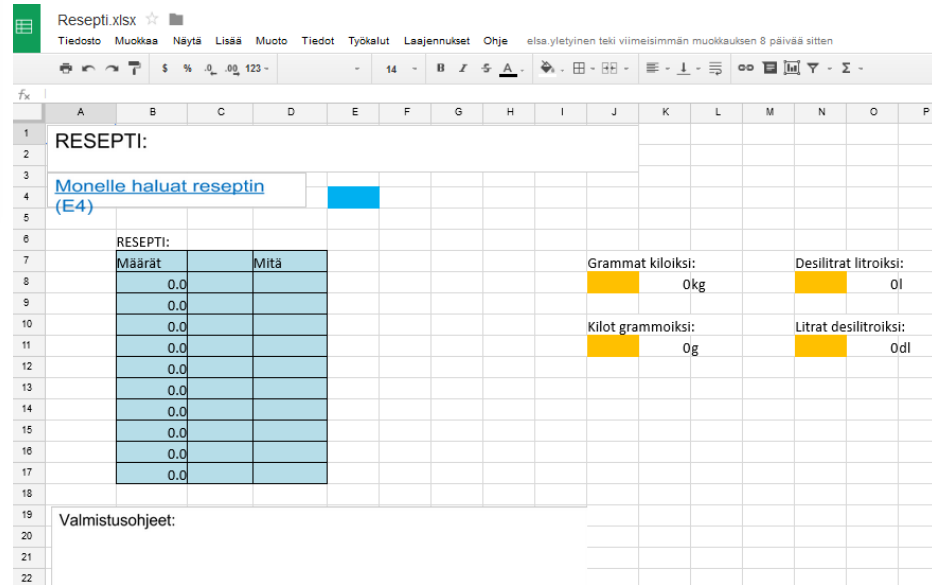 Resepti.xlsx
Tiedosto Muokkaa Näytä Lisää Muoto Tiedot Työkalut Laajennukset Ohje elsa.yletyinen teki viimeisimmän muokkauksen 8 päivää sitten
$ % .0 .00 123 14 B I S A Σ
fx
A B C D E F G H I J K L M N O P
1 RESEPTI:
2
3
4 Monelle haluat reseptin
(E4)
5
6 RESEPTI:
7 Määrät Mitä Grammat kiloiksi: Desilitrat litroiksi:
8 0.0 0kg 0l
9 0.0
10 0.0 Kilot grammoiksi: Litrat desilitroiksi:
11 0.0 0g 0dl
12 0.0
13 0.0
14 0.0
15 0.0
16 0.0
17 0.0
18
19 Valmistusohjeet:
20
21
22